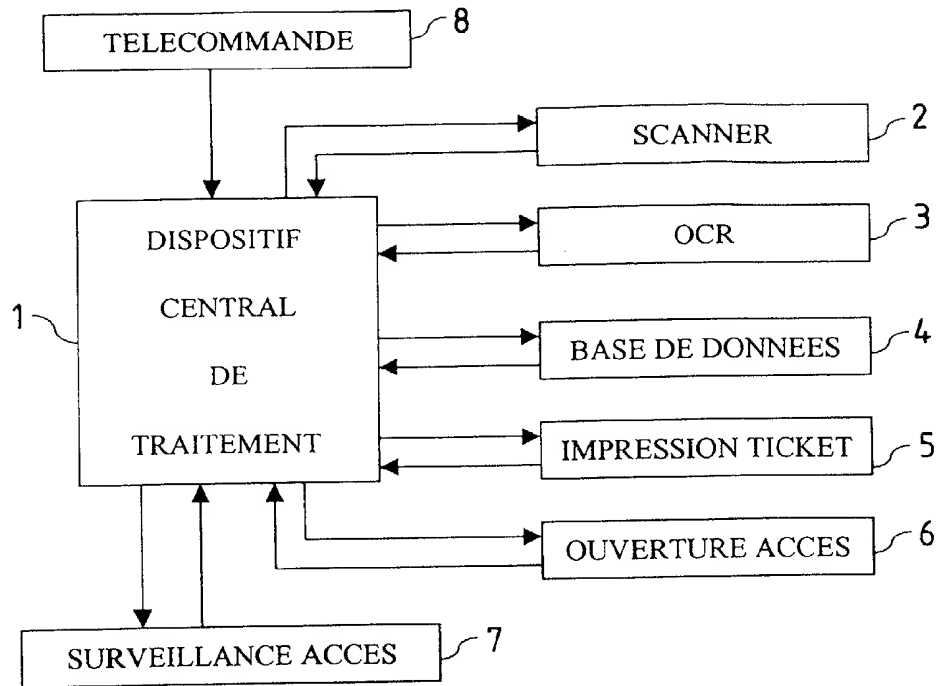 TELECOMMANDE
8
SCANNER
2
DISPOSITIF
CENTRAL
DE
TRAITEMENT
1
OCR
3
BASE DE DONNEES
4
IMPRESSION TICKET
5
OUVERTURE ACCES
6
SURVEILLANCE ACCES
7